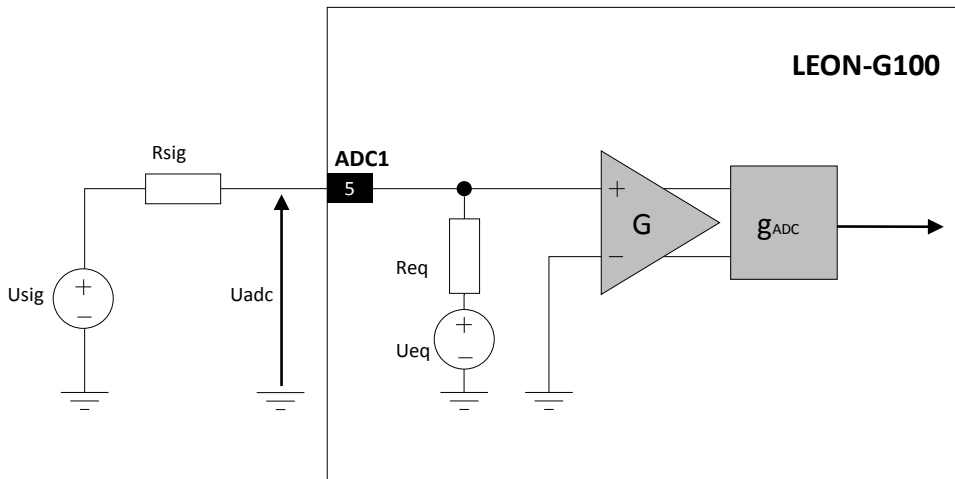 LEON-G100
Rsig
ADC1
5
+
G
gADC
Req
−
Usig
+
−
Uadc
+
Ueq
−